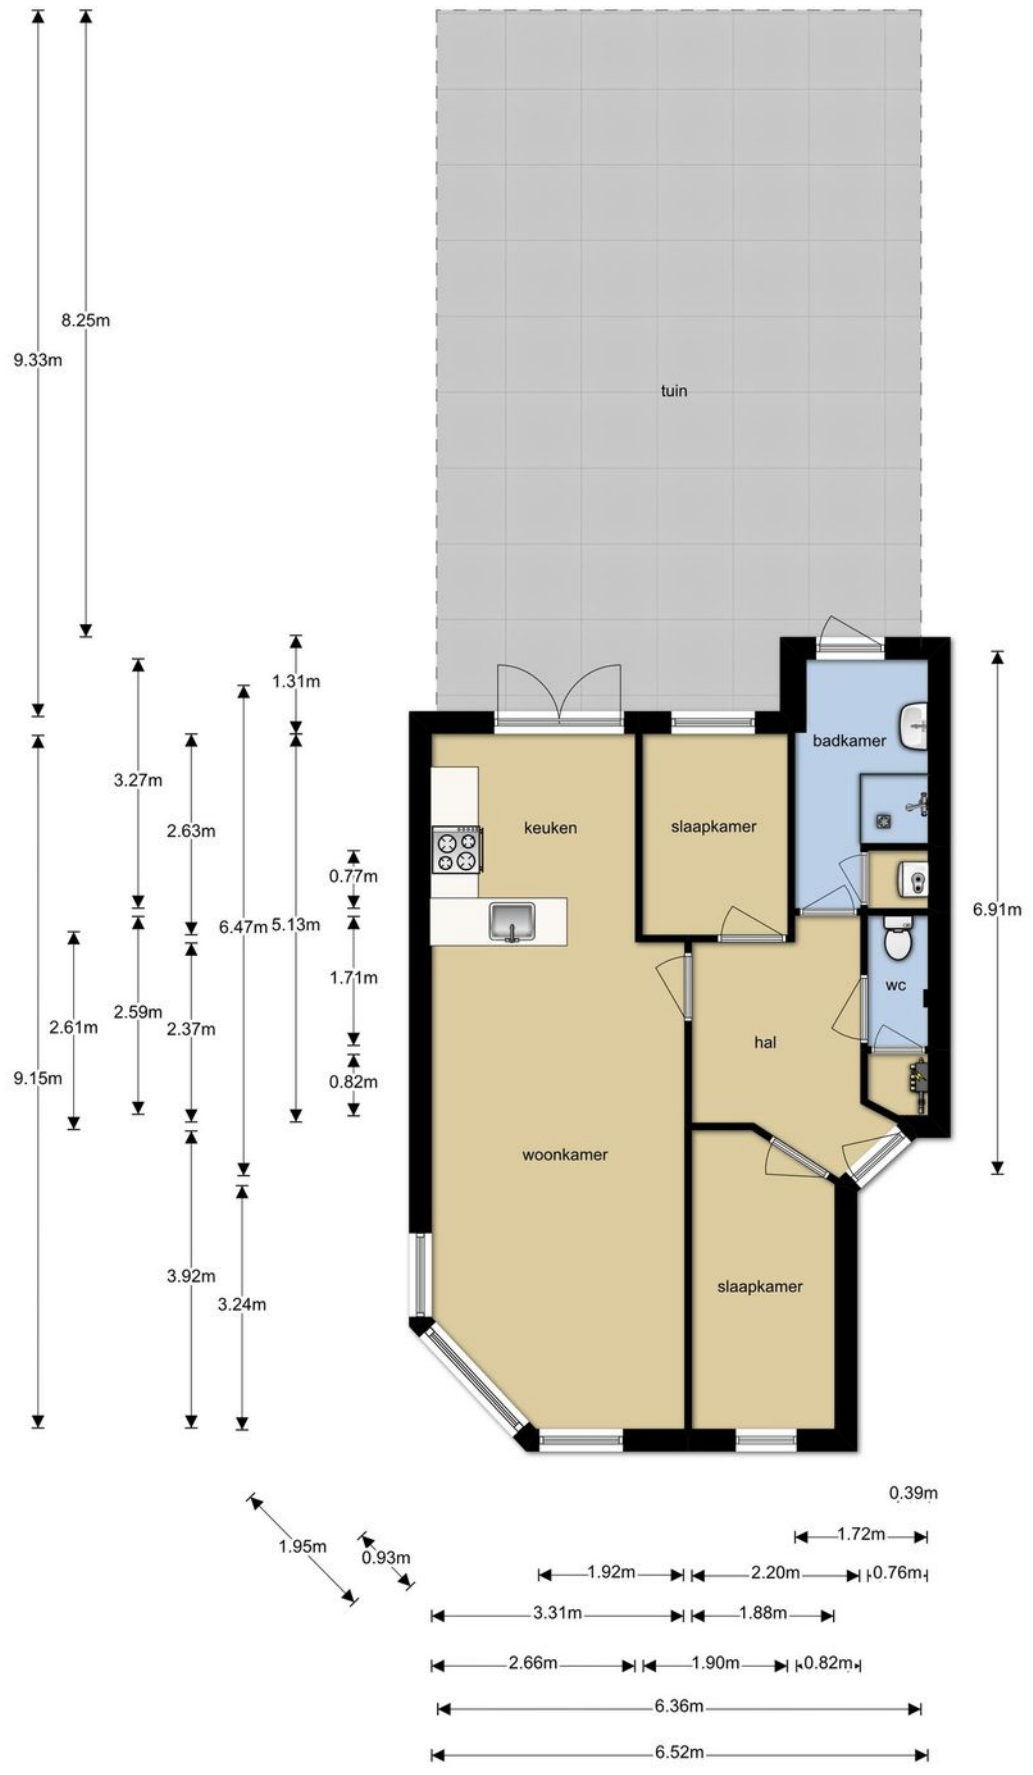 8.25m
9.33m
tuin
1.31m
badkamer
3.27m
2.63m
keuken
slaapkamer
0.77m
6.47m
5.13m
6.91m
1.71m
wc
2.59m
2.61m
2.37m
hal
9.15m
0.82m
woonkamer
3.92m
slaapkamer
3.24m
0.39m
1.72m
1.95m
0.93m
1.92m
2.20m
0.76m
3.31m
1.88m
2.66m
1.90m
0.82m
6.36m
6.52m